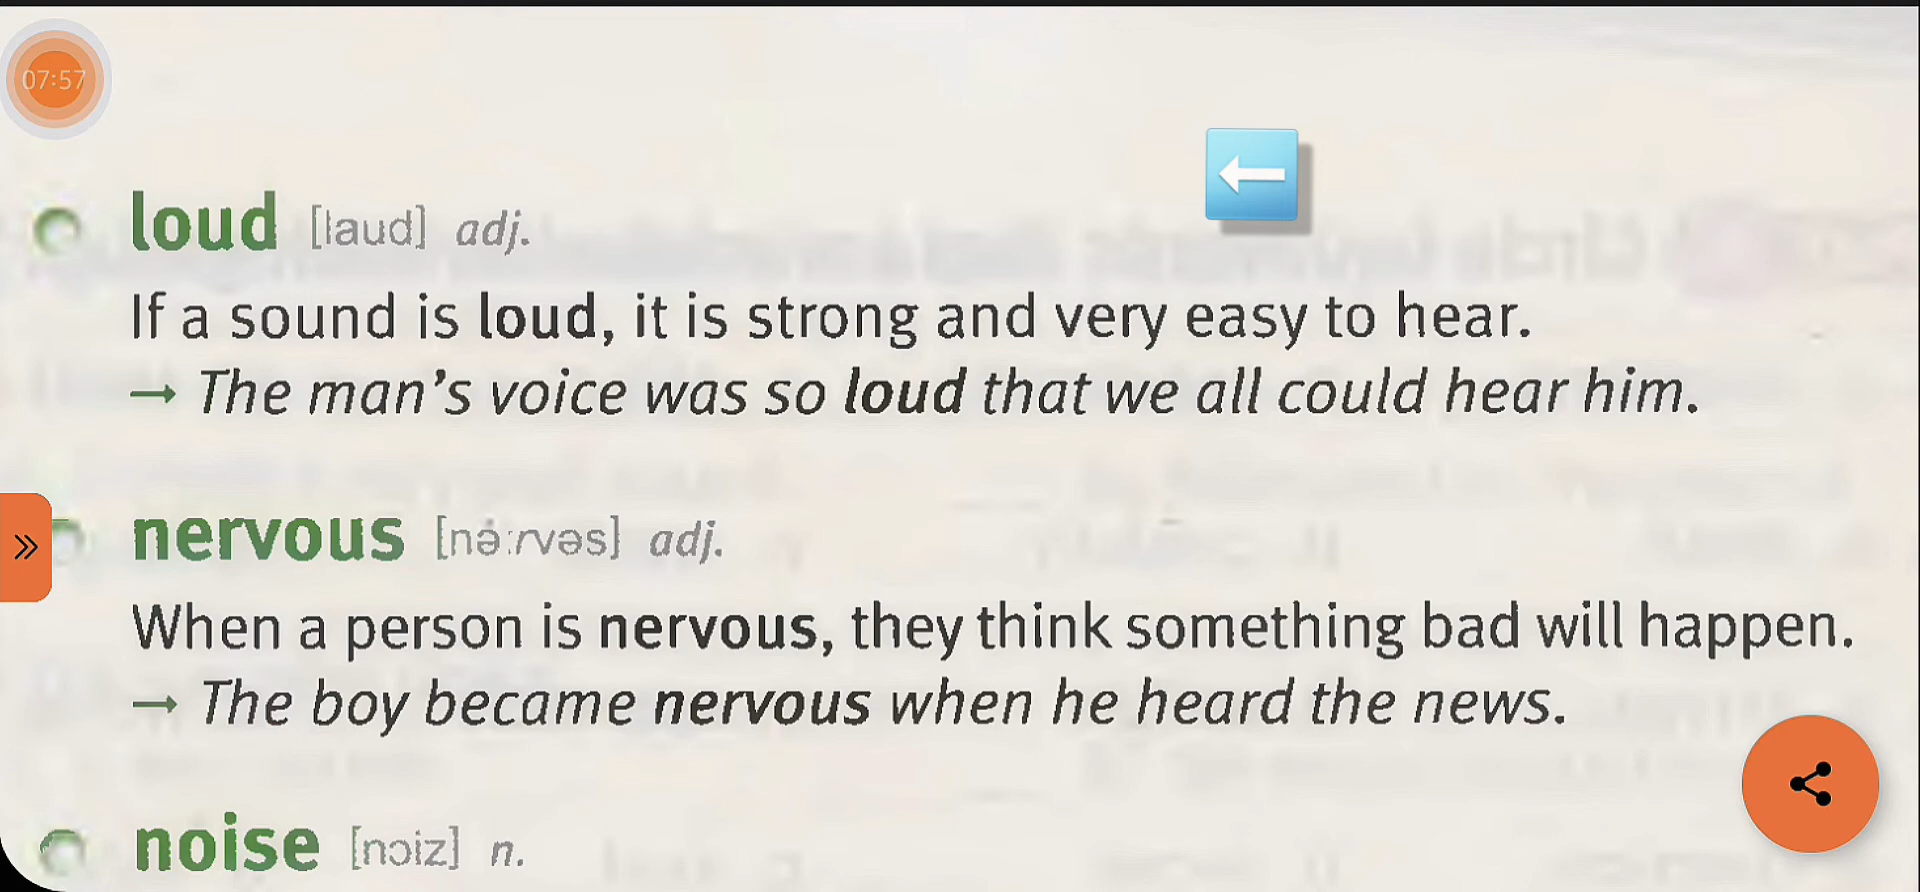 07:57
loud [laud] adj.
If a sound is loud, it is strong and very easy to hear.
→ The man's voice was so loud that we all could hear him.
nervous [nə́ːrvəs] adj.
When a person is nervous, they think something bad will happen.
→ The boy became nervous when he heard the news.
noise [nɔiz] n.